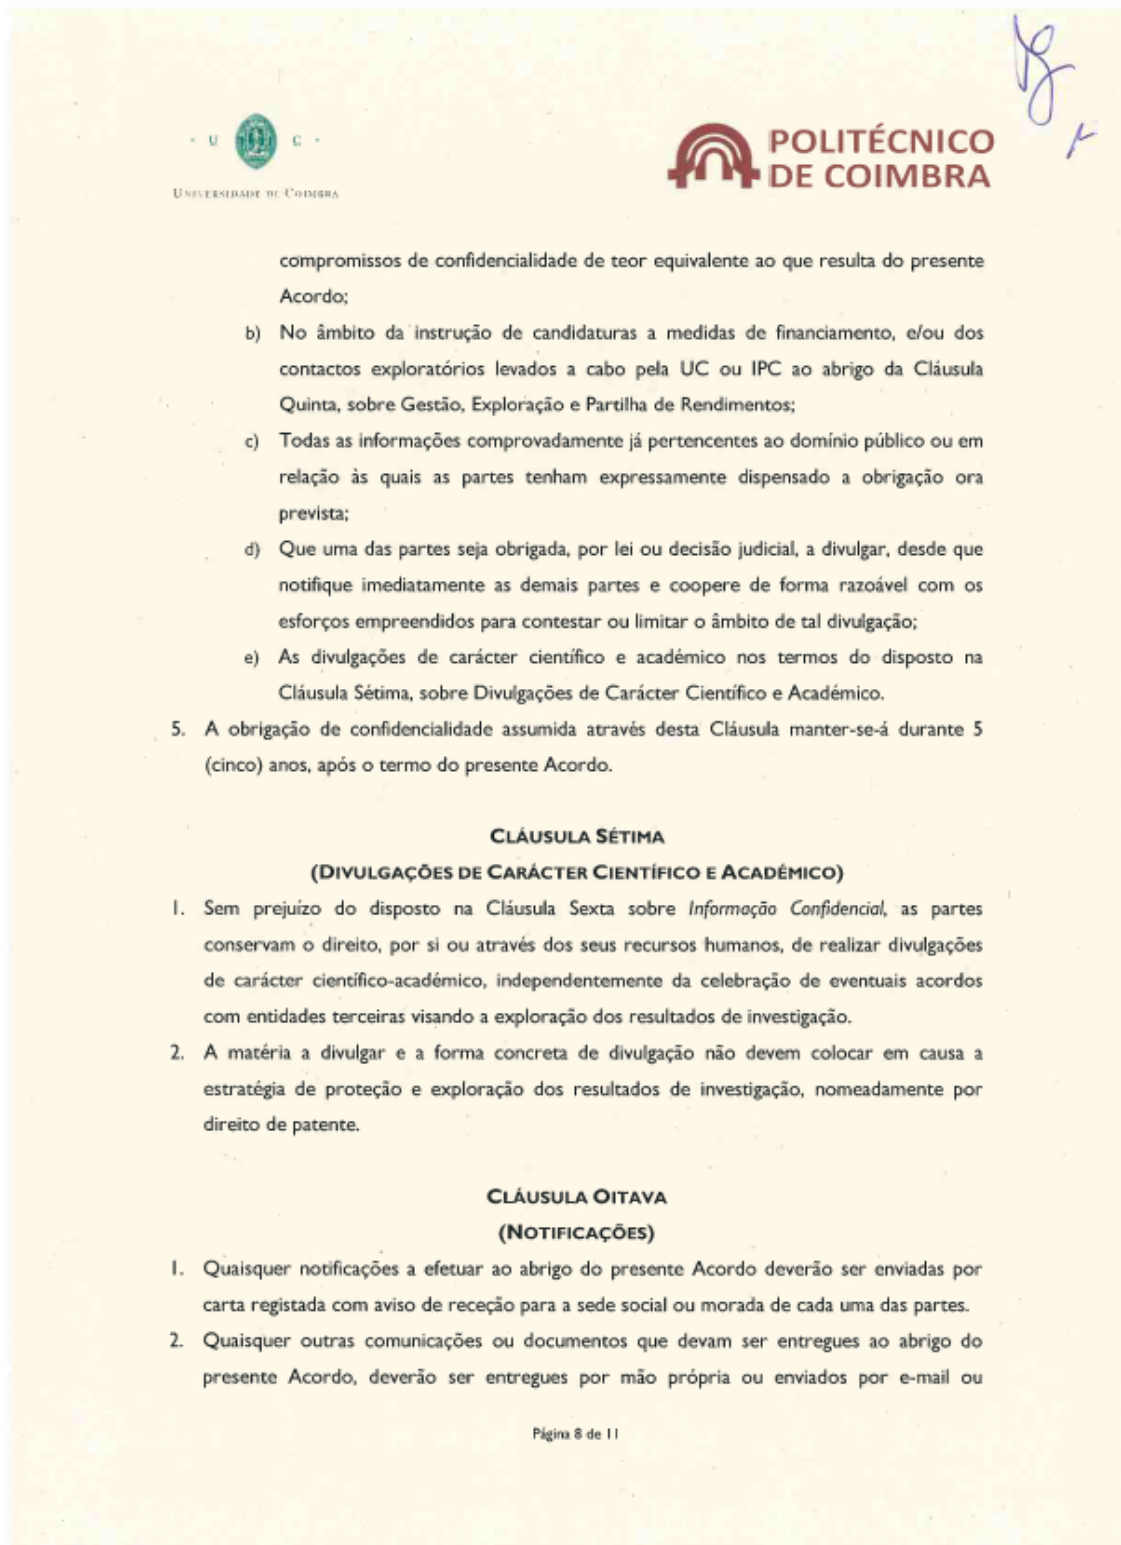 · U C ·
UNIVERSIDADE DE COIMBRA
POLITÉCNICO
DE COIMBRA
compromissos de confidencialidade de teor equivalente ao que resulta do presente
Acordo;
b) No âmbito da instrução de candidaturas a medidas de financiamento, e/ou dos
contactos exploratórios levados a cabo pela UC ou IPC ao abrigo da Cláusula
Quinta, sobre Gestão, Exploração e Partilha de Rendimentos;
c) Todas as informações comprovadamente já pertencentes ao domínio público ou em
relação às quais as partes tenham expressamente dispensado a obrigação ora
prevista;
d) Que uma das partes seja obrigada, por lei ou decisão judicial, a divulgar, desde que
notifique imediatamente as demais partes e coopere de forma razoável com os
esforços empreendidos para contestar ou limitar o âmbito de tal divulgação;
e) As divulgações de carácter científico e académico nos termos do disposto na
Cláusula Sétima, sobre Divulgações de Carácter Científico e Académico.
5. A obrigação de confidencialidade assumida através desta Cláusula manter-se-á durante 5
(cinco) anos, após o termo do presente Acordo.
CLÁUSULA SÉTIMA
(DIVULGAÇÕES DE CARÁCTER CIENTÍFICO E ACADÉMICO)
1. Sem prejuízo do disposto na Cláusula Sexta sobre Informação Confidencial, as partes
conservam o direito, por si ou através dos seus recursos humanos, de realizar divulgações
de carácter científico-académico, independentemente da celebração de eventuais acordos
com entidades terceiras visando a exploração dos resultados de investigação.
2. A matéria a divulgar e a forma concreta de divulgação não devem colocar em causa a
estratégia de proteção e exploração dos resultados de investigação, nomeadamente por
direito de patente.
CLÁUSULA OITAVA
(NOTIFICAÇÕES)
1. Quaisquer notificações a efetuar ao abrigo do presente Acordo deverão ser enviadas por
carta registada com aviso de receção para a sede social ou morada de cada uma das partes.
2. Quaisquer outras comunicações ou documentos que devam ser entregues ao abrigo do
presente Acordo, deverão ser entregues por mão própria ou enviados por e-mail ou
Página 8 de 11